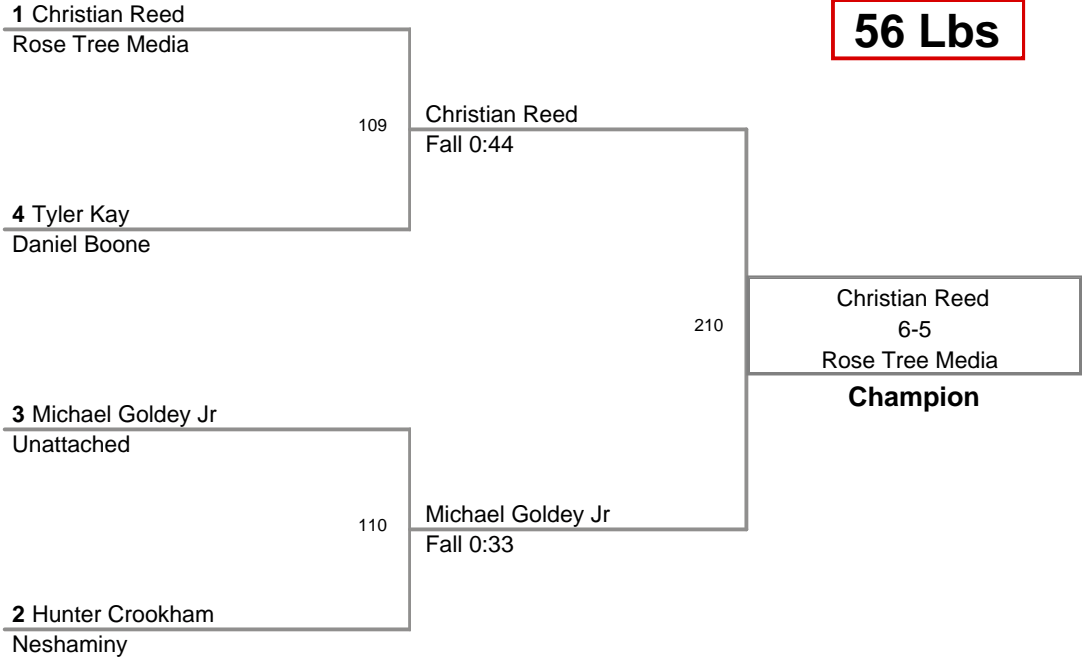 1 Christian Reed
Rose Tree Media
56 Lbs
109
Christian Reed
Fall 0:44
4 Tyler Kay
Daniel Boone
210
Christian Reed
6-5
Rose Tree Media
Champion
3 Michael Goldey Jr
Unattached
110
Michael Goldey Jr
Fall 0:33
2 Hunter Crookham
Neshaminy